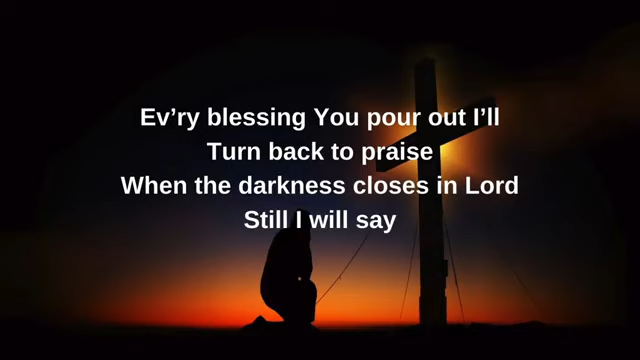 Ev’ry blessing You pour out I’ll
Turn back to praise
When the darkness closes in Lord
Still I will say